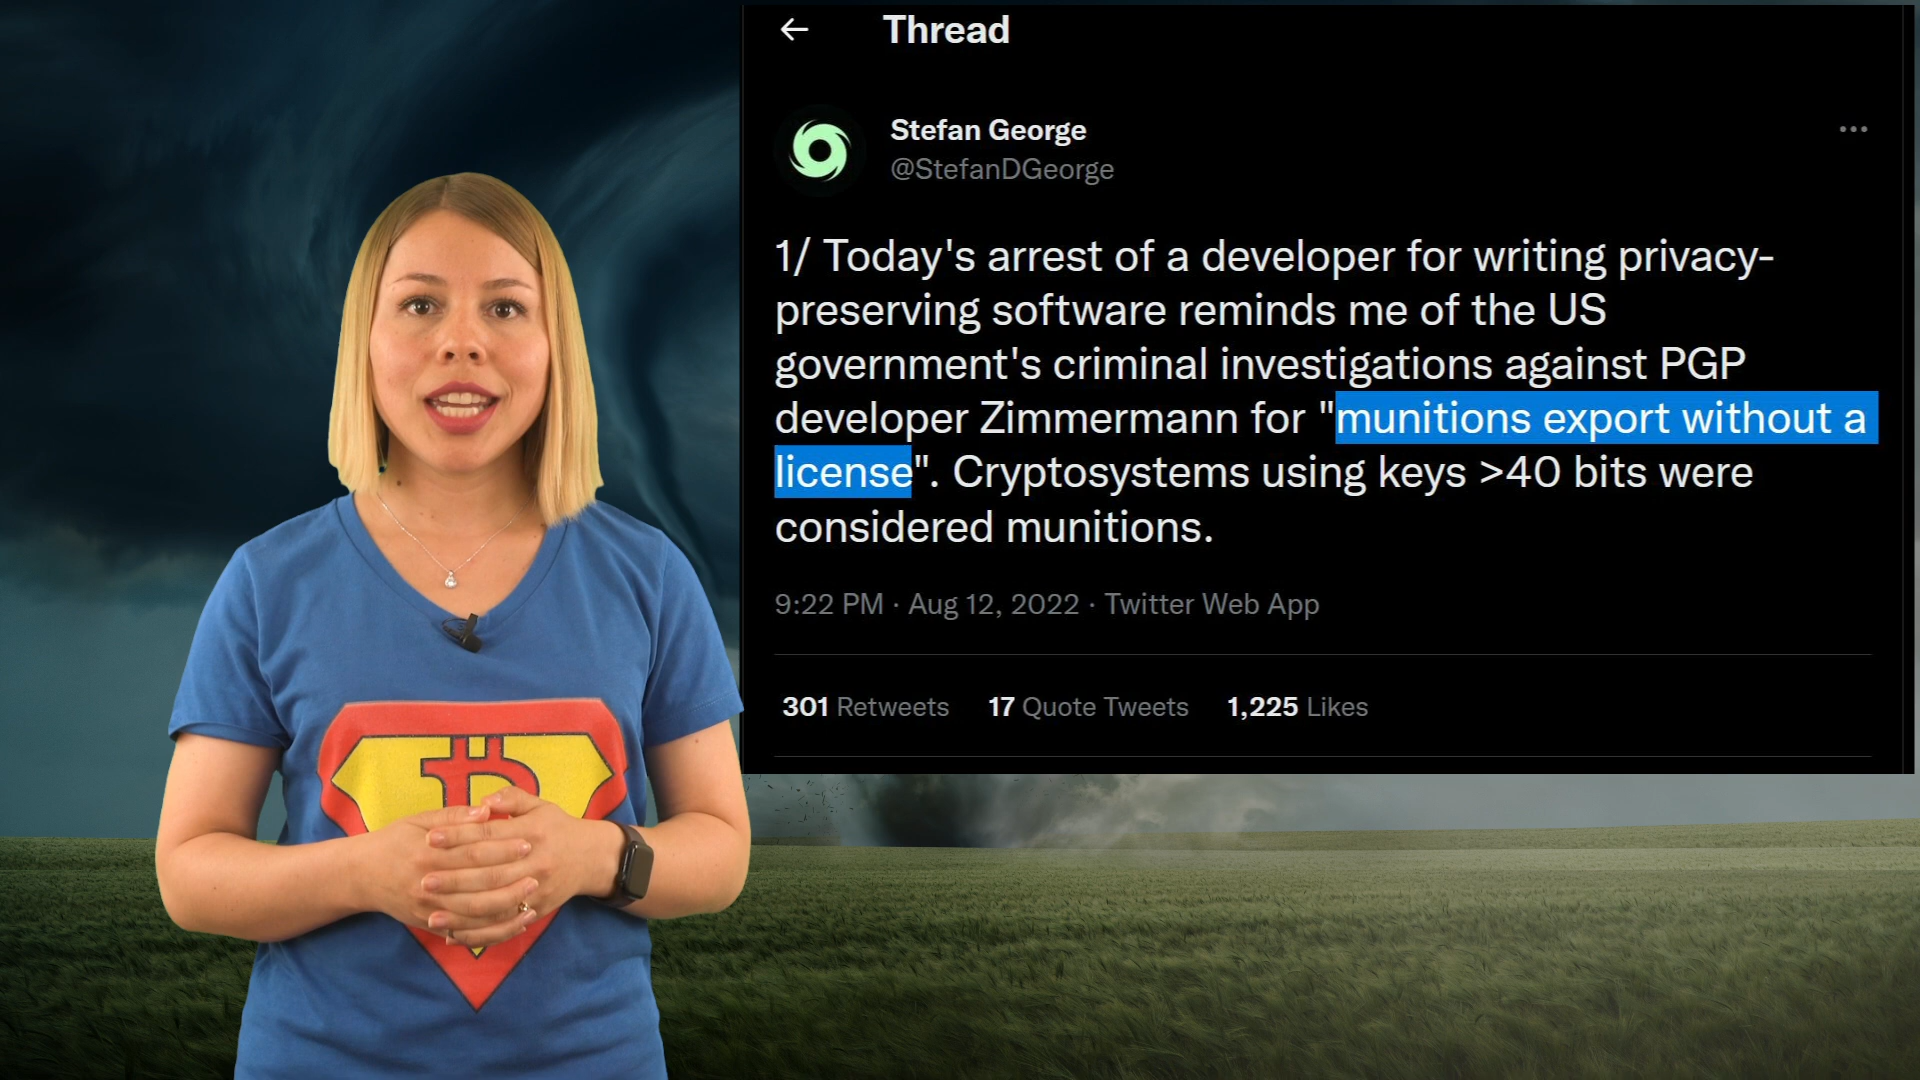 Thread
Stefan George
@StefanDGeorge
1/ Today's arrest of a developer for writing privacy-
preserving software reminds me of the US
government's criminal investigations against PGP
developer Zimmermann for "munitions export without a
license". Cryptosystems using keys >40 bits were
considered munitions.
9:22 PM · Aug 12, 2022 · Twitter Web App
301 Retweets 17 Quote Tweets 1,225 Likes